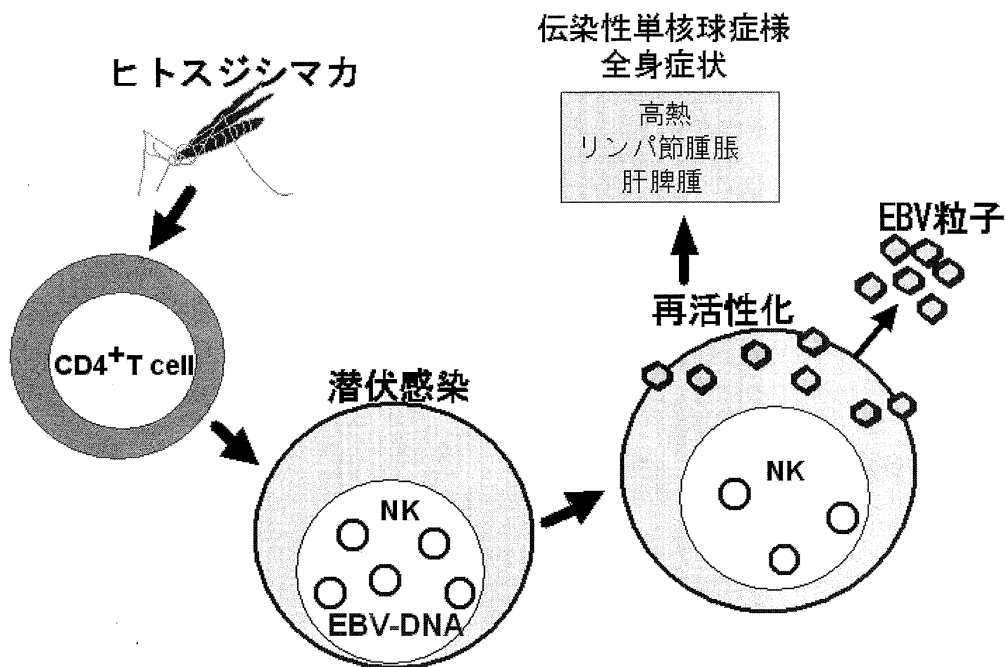 ヒトスジシマカ
伝染性単核球症様
全身症状
高熱
リンパ節腫脹
肝脾腫
EBV粒子
再活性化
CD4+T cell
潜伏感染
NK
NK
EBV-DNA